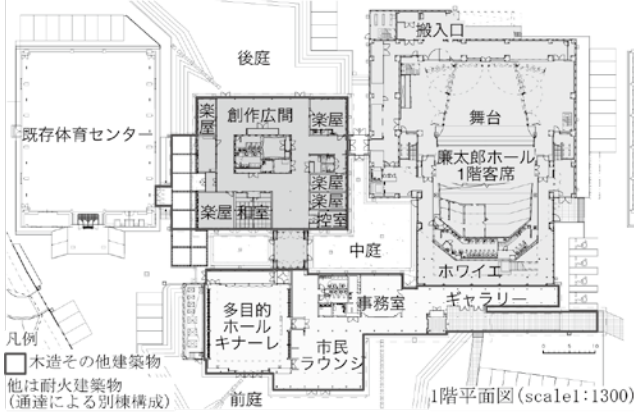 搬入口
後庭
楽屋
創作広間
楽屋
舞台
既存体育センター
廉太郎ホール
1階客席
楽屋
楽屋
楽屋
和室
控室
中庭
ホワイエ
事務室
ギャラリー
多目的
ホール
キナーレ
市民
ラウンジ
凡例
木造その他建築物
他は耐火建築物
(通達による別棟構成)
前庭
1階平面図(scale1:1300)